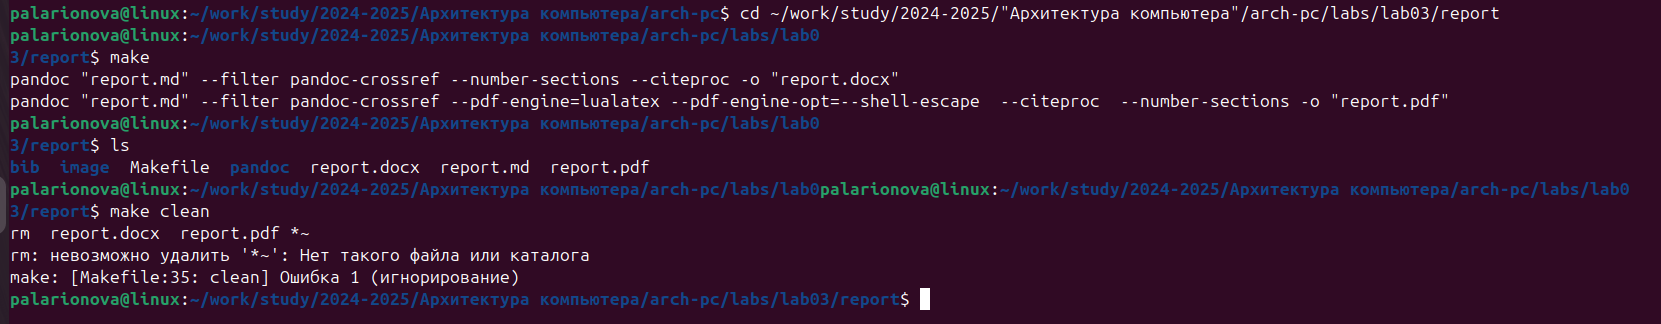 palarionova@linux:~/work/study/2024-2025/Архитектура компьютера/arch-pc$ cd ~/work/study/2024-2025/"Архитектура компьютера"/arch-pc/labs/lab03/report
palarionova@linux:~/work/study/2024-2025/Архитектура компьютера/arch-pc/labs/lab0
3/report$ make
pandoc "report.md" --filter pandoc-crossref --number-sections --citeproc -o "report.docx"
pandoc "report.md" --filter pandoc-crossref --pdf-engine=lualatex --pdf-engine-opt=--shell-escape  --citeproc  --number-sections -o "report.pdf"
palarionova@linux:~/work/study/2024-2025/Архитектура компьютера/arch-pc/labs/lab0
3/report$ ls
bib  image  Makefile  pandoc  report.docx  report.md  report.pdf
palarionova@linux:~/work/study/2024-2025/Архитектура компьютера/arch-pc/labs/lab0palarionova@linux:~/work/study/2024-2025/Архитектура компьютера/arch-pc/labs/lab0
3/report$ make clean
rm  report.docx  report.pdf *~
rm: невозможно удалить '*~': Нет такого файла или каталога
make: [Makefile:35: clean] Ошибка 1 (игнорирование)
palarionova@linux:~/work/study/2024-2025/Архитектура компьютера/arch-pc/labs/lab03/report$